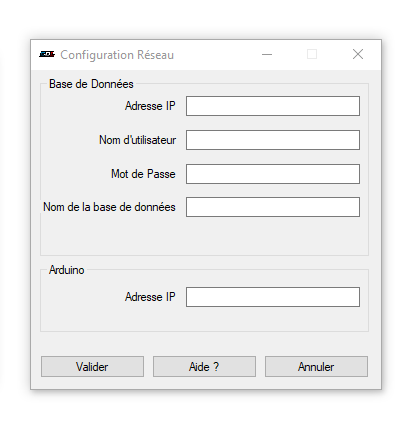 Configuration Réseau
Base de Données
Adresse IP
Nom d'utilisateur
Mot de Passe
Nom de la base de données
Arduino
Adresse IP
Valider
Aide ?
Annuler